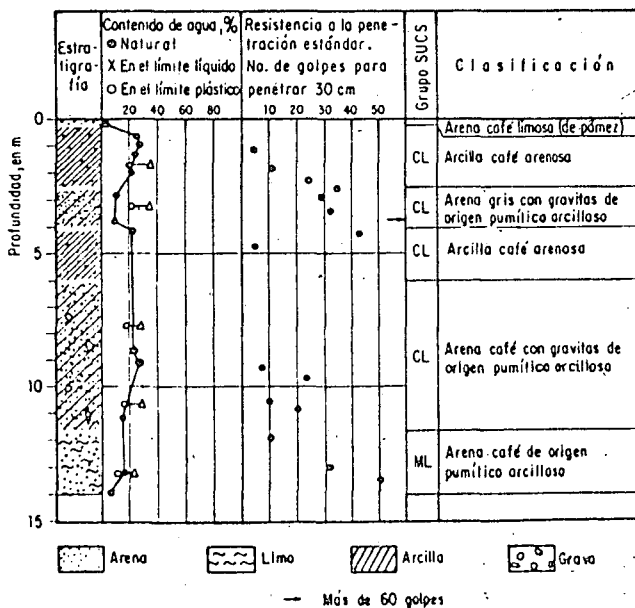 Estra-
tigra-
fía
Contenido de agua, %
Natural
X En el límite líquido
En el límite plástico
0 20 40 60 80
Resistencia a la pene-
tración estándar.
No. de golpes para
penétrar 30 cm
10 20 30 40 50
Grupo SUCS
Clasificación
Profundidad, en m
0
5
10
15
Arena café limosa (de pómez)
CL
Arcilla café arenosa
CL
Arena gris con gravitas de
origen pumítico arcilloso
CL
Arcilla café arenosa
CL
Arena café con gravitas de
origen pumítico arcilloso
ML
Arena café de origen
pumítico arcilloso
Arena
Limo
Arcilla
Grava
→ Más de 60 golpes